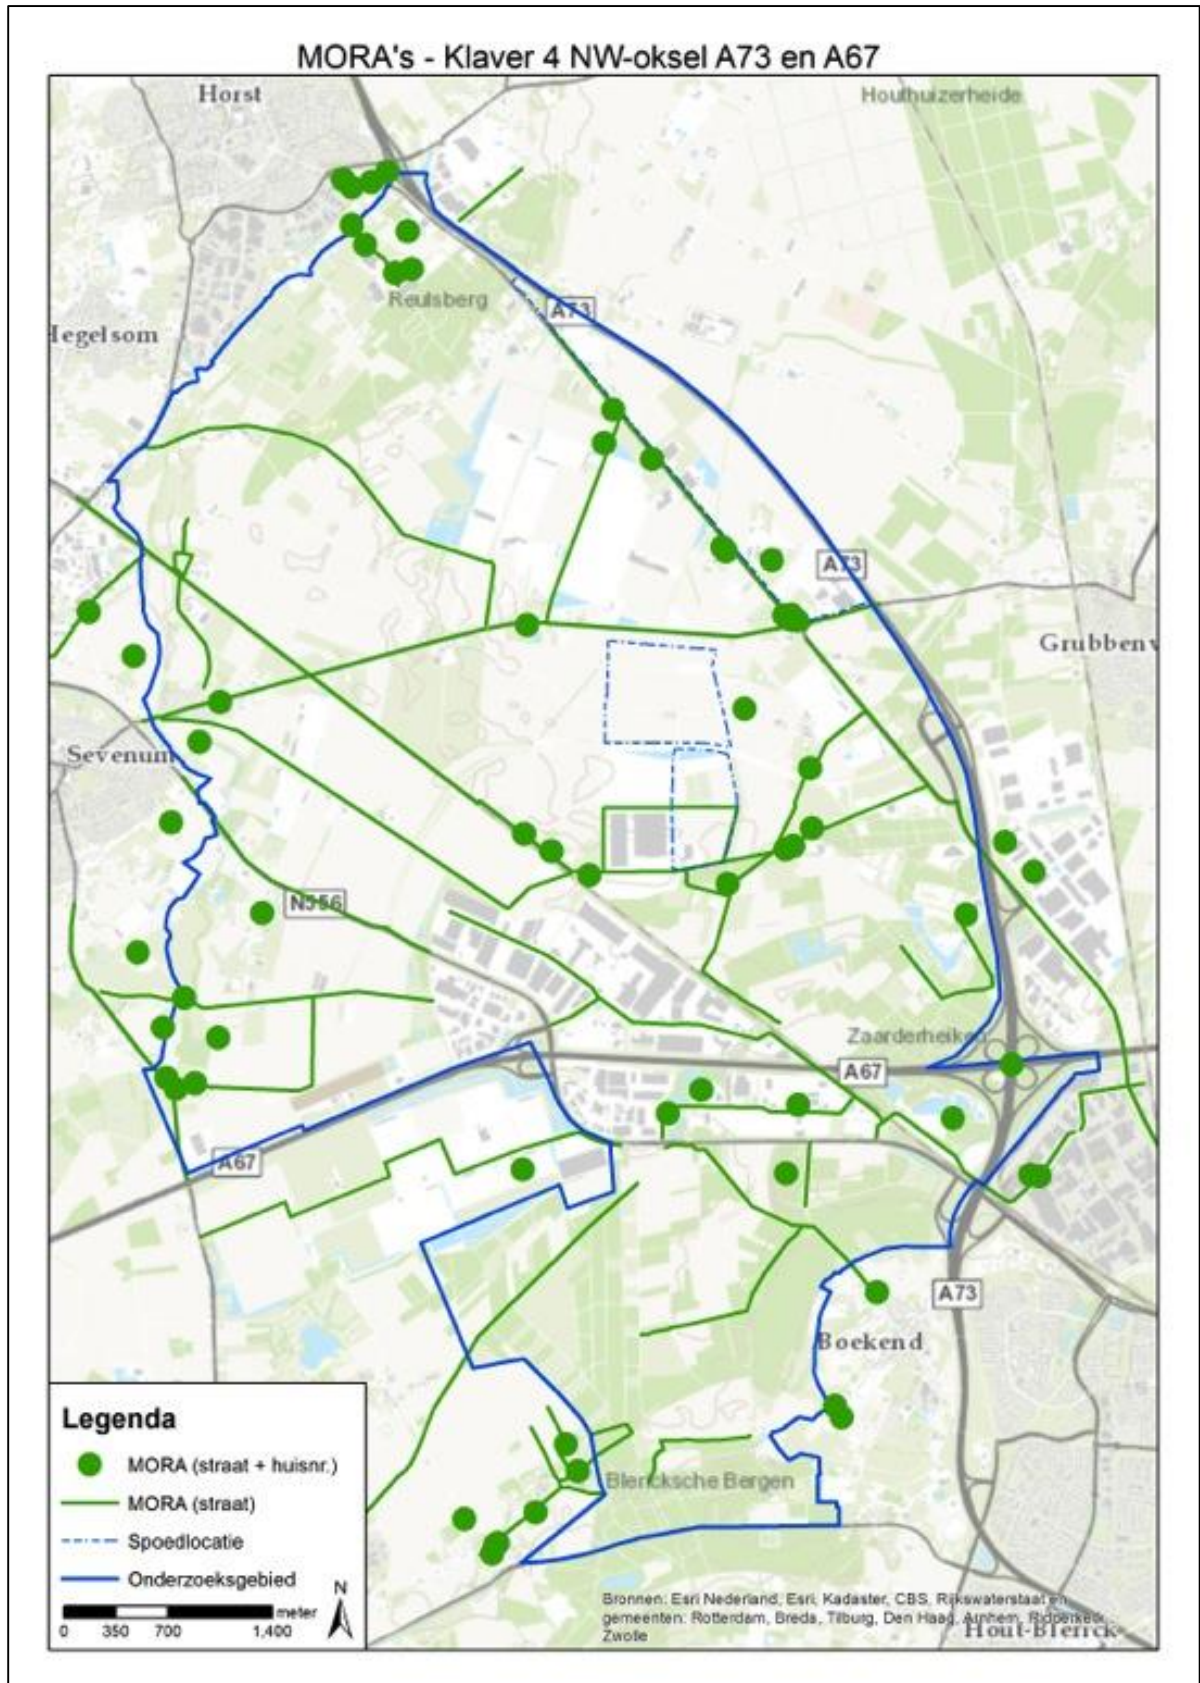 MORA's - Klaver 4 NW-oksel A73 en A67
Horst
Houthuizerheide
Reulsberg
A73
Hegelsom
A73
Grubbenv
Sevenum
N556
Zaarderheiken
A67
A67
A73
Boekend
Blericksche Bergen
Legenda
MORA (straat + huisnr.)
MORA (straat)
Spoedlocatie
Onderzoeksgebied
N
meter
0 350 700 1,400
Bronnen: Esri Nederland, Esri, Kadaster, CBS, Rijkswaterstaat en
gemeenten: Rotterdam, Breda, Tilburg, Den Haag, Arnhem, Ridderkerk,
Zwolle
Hout-Blerick